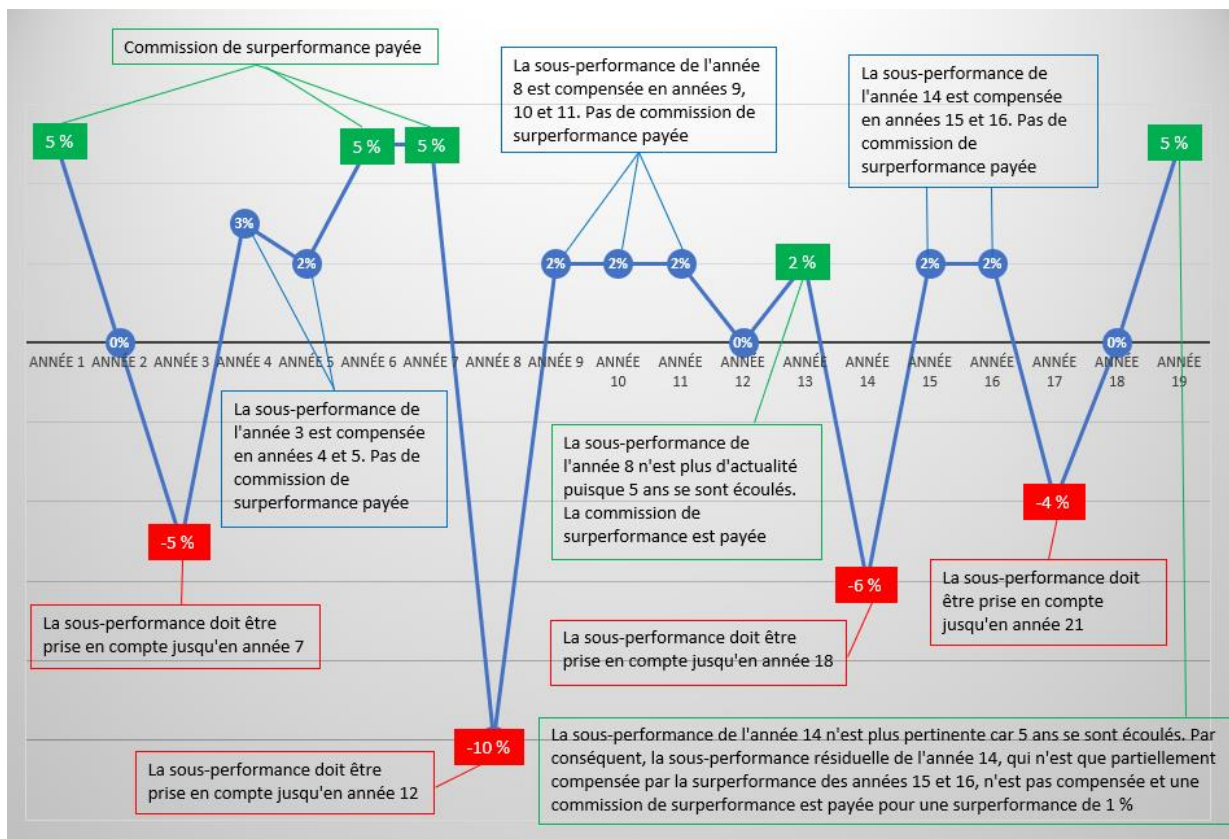 Commission de surperformance payée
La sous-performance de l'année
8 est compensée en années 9,
10 et 11. Pas de commission de
surperformance payée
La sous-performance de
l'année 14 est compensée
en années 15 et 16. Pas de
commission de
surperformance payée
5 %
5 %
5 %
5 %
3%
2%
2%
2%
2%
2 %
2%
2%
0%
0%
0%
ANNÉE 1
ANNÉE 2
ANNÉE 3
ANNÉE 4
ANNÉE 5
ANNÉE 6
ANNÉE 7
ANNÉE 8
ANNÉE 9
ANNÉE
10
ANNÉE
11
ANNÉE
12
ANNÉE
13
ANNÉE
14
ANNÉE
15
ANNÉE
16
ANNÉE
17
ANNÉE
18
ANNÉE
19
La sous-performance de
l'année 3 est compensée
en années 4 et 5. Pas de
commission de
surperformance payée
La sous-performance de
l'année 8 n'est plus d'actualité
puisque 5 ans se sont écoulés.
La commission de
surperformance est payée
-5 %
-4 %
-6 %
La sous-performance doit être
prise en compte jusqu'en année 7
La sous-performance doit être
prise en compte jusqu'en année 18
La sous-performance doit
être prise en compte
jusqu'en année 21
-10 %
La sous-performance doit être
prise en compte jusqu'en année 12
La sous-performance de l'année 14 n'est plus pertinente car 5 ans se sont écoulés. Par
conséquent, la sous-performance résiduelle de l'année 14, qui n'est que partiellement
compensée par la surperformance des années 15 et 16, n'est pas compensée et une
commission de surperformance est payée pour une surperformance de 1 %